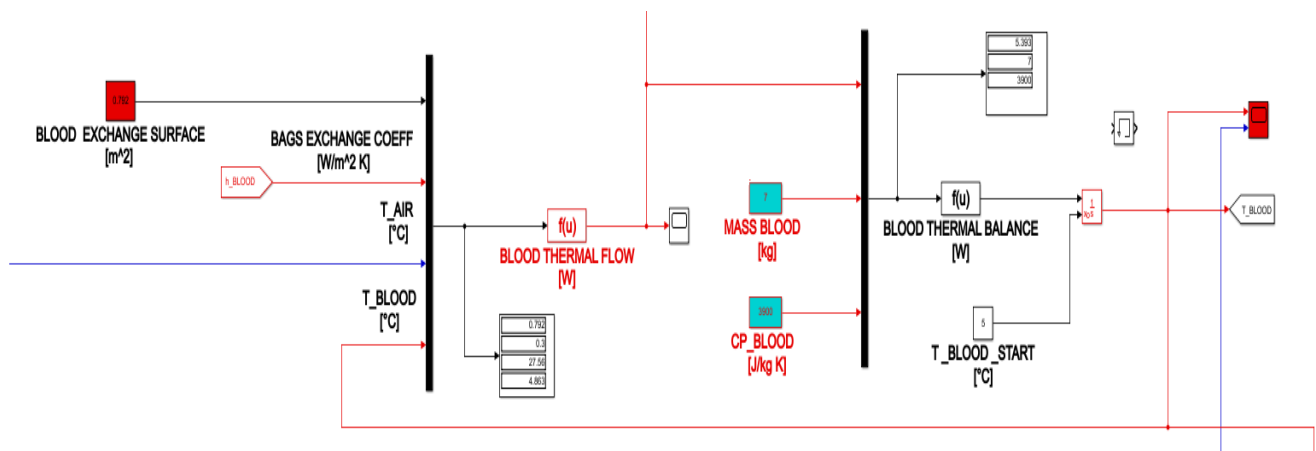 0.792
BLOOD EXCHANGE SURFACE
[m^2]
BAGS EXCHANGE COEFF
[W/m^2 K]
h_BLOOD
T_AIR
[°C]
T_BLOOD
[°C]
f(u)
BLOOD THERMAL FLOW
[W]
0.792
0.3
27.56
4.863
7
MASS BLOOD
[kg]
3900
CP_BLOOD
[J/kg K]
5.393
7
3900
f(u)
BLOOD THERMAL BALANCE
[W]
5
T_BLOOD_START
[°C]
1
xo s
T_BLOOD